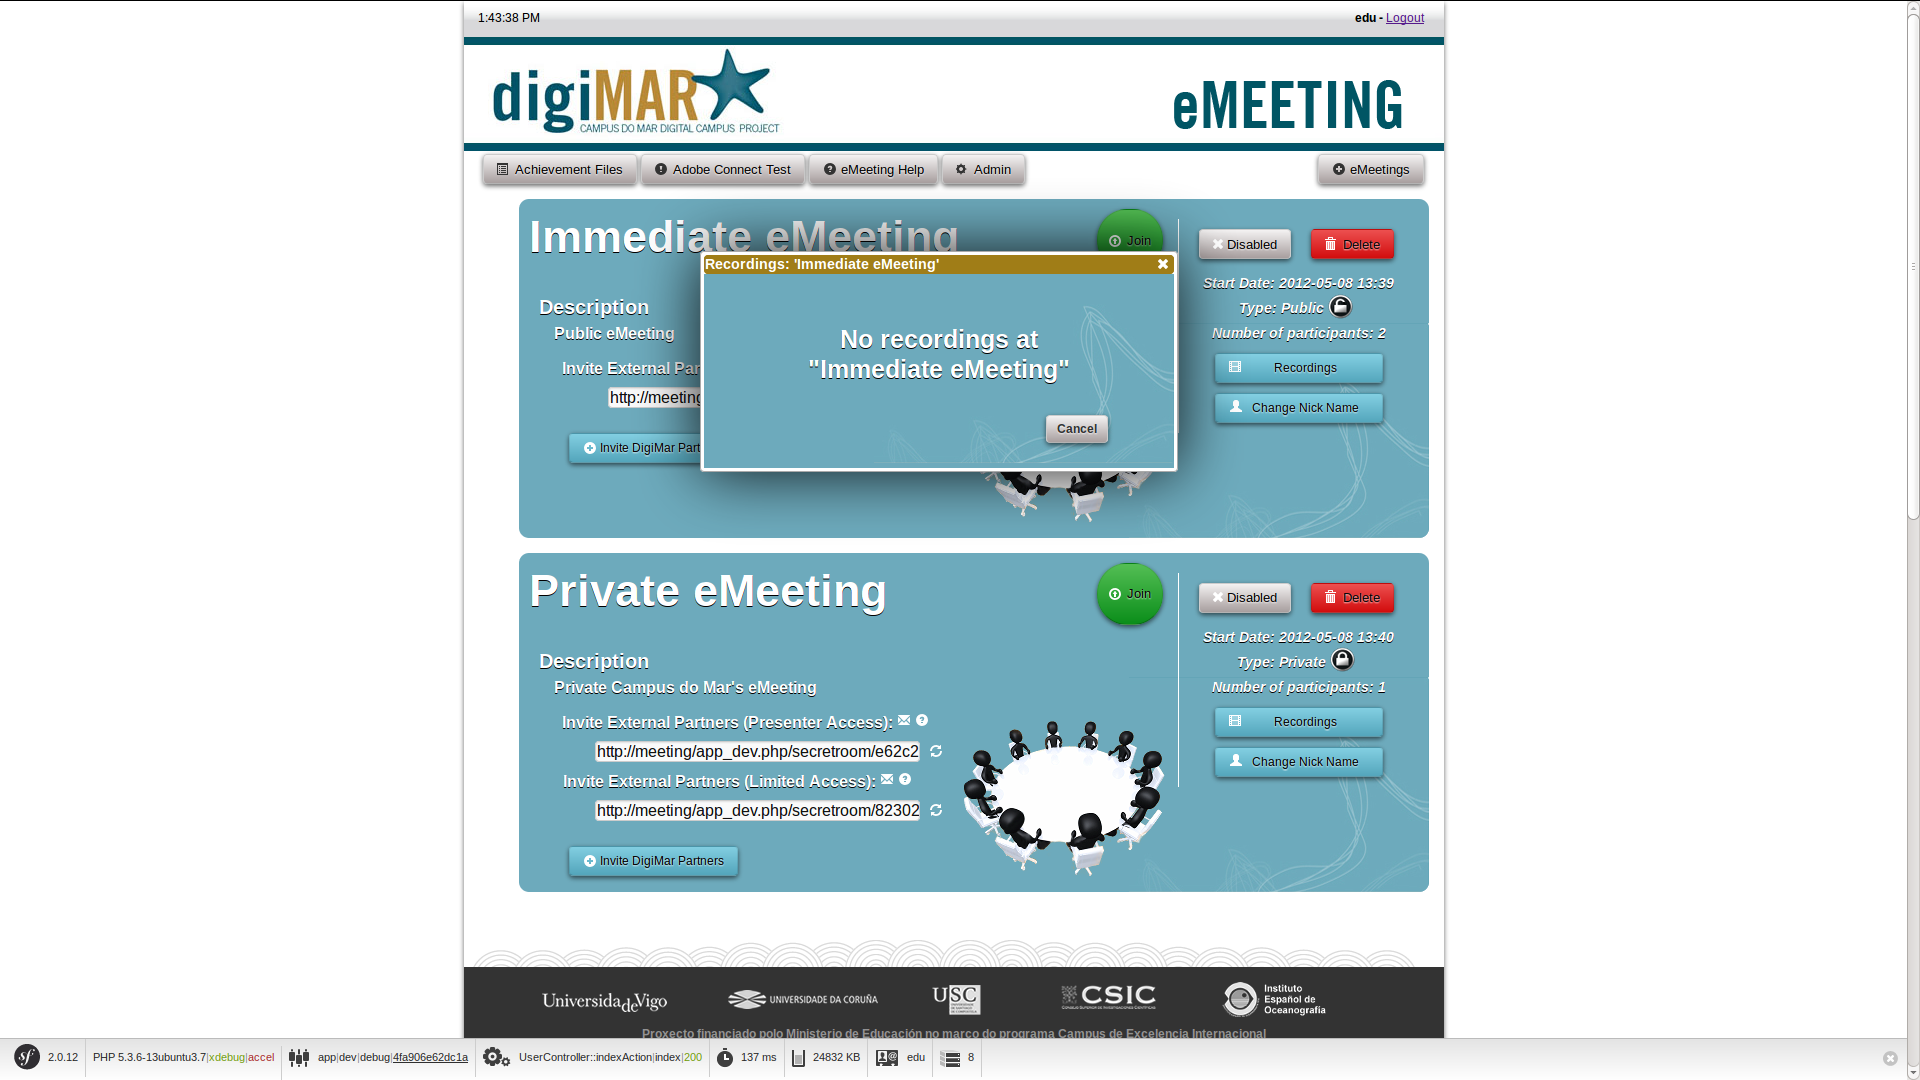 1:43:38 PM
edu - Logout
digiMAR
CAMPUS DO MAR DIGITAL CAMPUS PROJECT
eMEETING
Achievement Files
Adobe Connect Test
eMeeting Help
Admin
eMeetings
Immediate eMeeting
Join
Disabled
Delete
Start Date: 2012-05-08 13:39
Type: Public
Number of participants: 2
Recordings
Change Nick Name
Description
Public eMeeting
Invite External Par
http://meeting
Invite DigiMar Part
Recordings: 'Immediate eMeeting'
No recordings at
"Immediate eMeeting"
Cancel
Private eMeeting
Join
Disabled
Delete
Start Date: 2012-05-08 13:40
Type: Private
Number of participants: 1
Recordings
Change Nick Name
Description
Private Campus do Mar's eMeeting
Invite External Partners (Presenter Access):
http://meeting/app_dev.php/secretroom/e62c2
Invite External Partners (Limited Access):
http://meeting/app_dev.php/secretroom/82302
Invite DigiMar Partners
UniversidadeVigo
UNIVERSIDADE DA CORUÑA
USC
CSIC
Instituto
Español de
Oceanografía
Proxecto financiado polo Ministerio de Educación no marco do programa Campus de Excelencia Internacional
sf 2.0.12
PHP 5.3.6-13ubuntu3.7|xdebug|accel
app|dev|debug|4fa906e62dc1a
UserController::indexAction|index|200
137 ms
24832 KB
edu
8